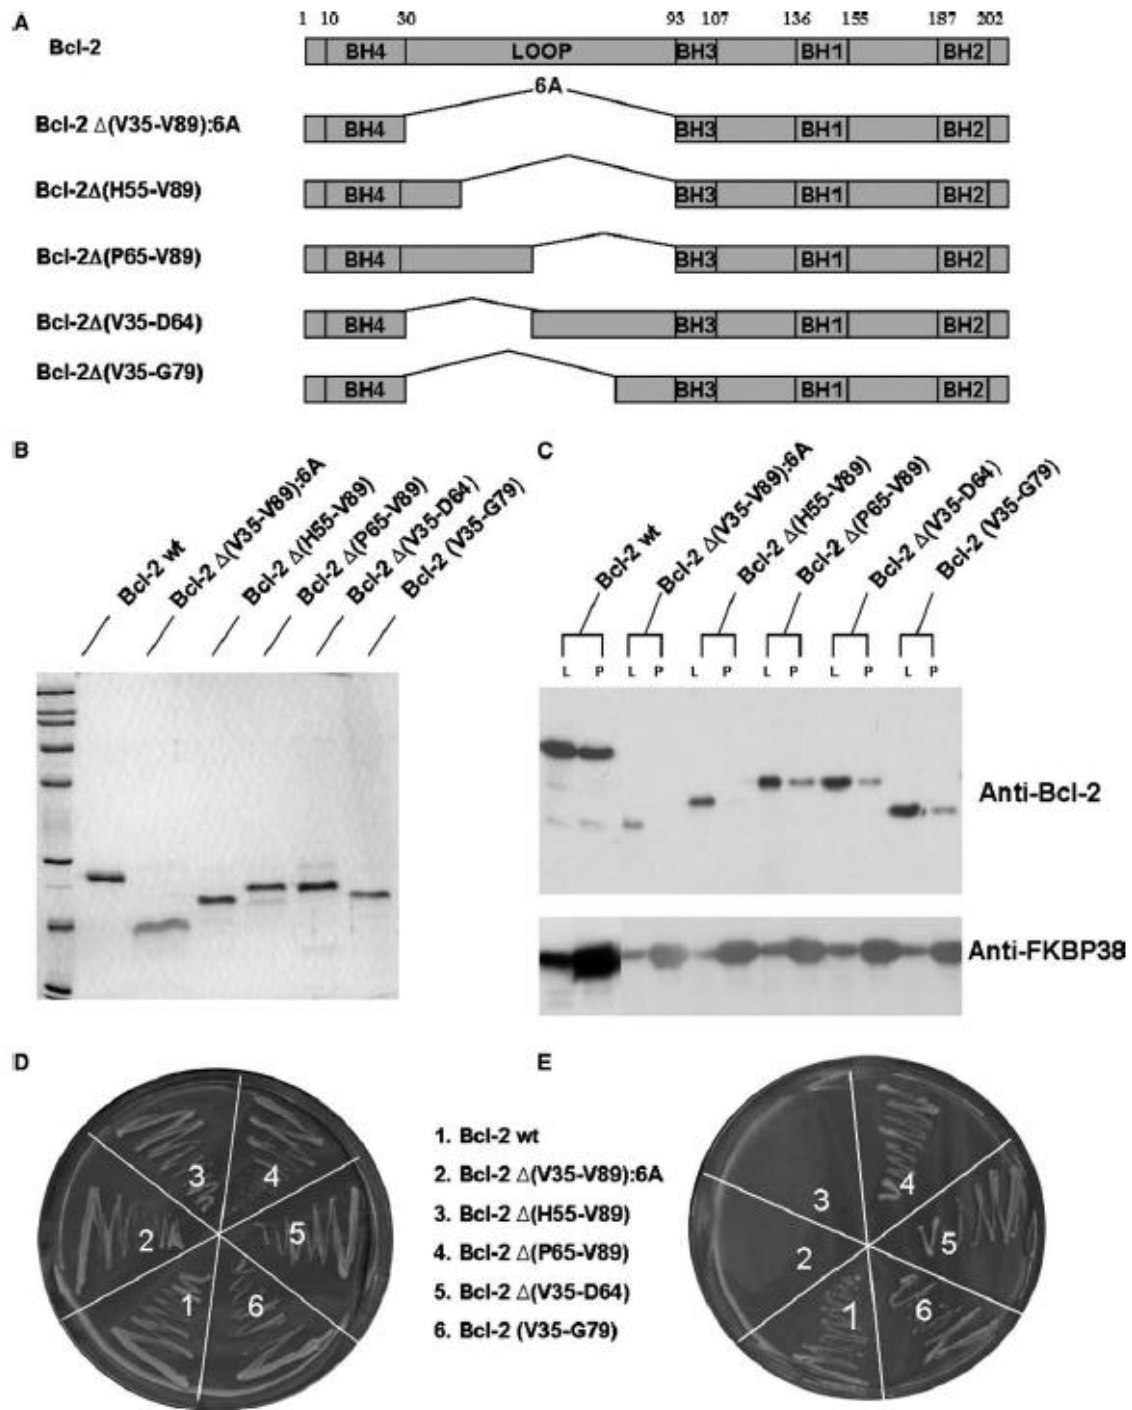 A
1 10 30 93 107 136 155 187 202
Bcl-2
BH4 LOOP BH3 BH1 BH2
6A
Bcl-2 Δ(V35-V89):6A
BH4 BH3 BH1 BH2
Bcl-2Δ(H55-V89)
BH4 BH3 BH1 BH2
Bcl-2Δ(P65-V89)
BH4 BH3 BH1 BH2
Bcl-2Δ(V35-D64)
BH4 BH3 BH1 BH2
Bcl-2Δ(V35-G79)
BH4 BH3 BH1 BH2
B
Bcl-2 wt
Bcl-2 Δ(V35-V89):6A
Bcl-2 Δ(H55-V89)
Bcl-2 Δ(P65-V89)
Bcl-2 Δ(V35-D64)
Bcl-2 (V35-G79)
C
Bcl-2 wt
Bcl-2 Δ(V35-V89):6A
Bcl-2 Δ(H55-V89)
Bcl-2 Δ(P65-V89)
Bcl-2 Δ(V35-D64)
Bcl-2 (V35-G79)
L P L P L P L P L P L P
Anti-Bcl-2
Anti-FKBP38
D
3
4
2
5
1
6
1. Bcl-2 wt
2. Bcl-2 Δ(V35-V89):6A
3. Bcl-2 Δ(H55-V89)
4. Bcl-2 Δ(P65-V89)
5. Bcl-2 Δ(V35-D64)
6. Bcl-2 (V35-G79)
E
3
4
2
5
1
6